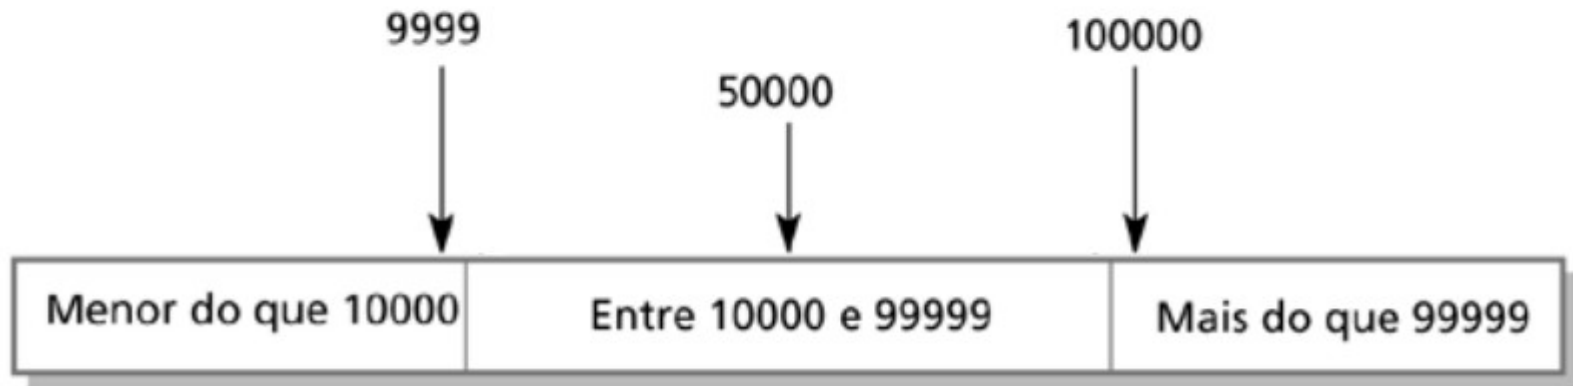 9999
50000
100000
Menor do que 10000
Entre 10000 e 99999
Mais do que 99999